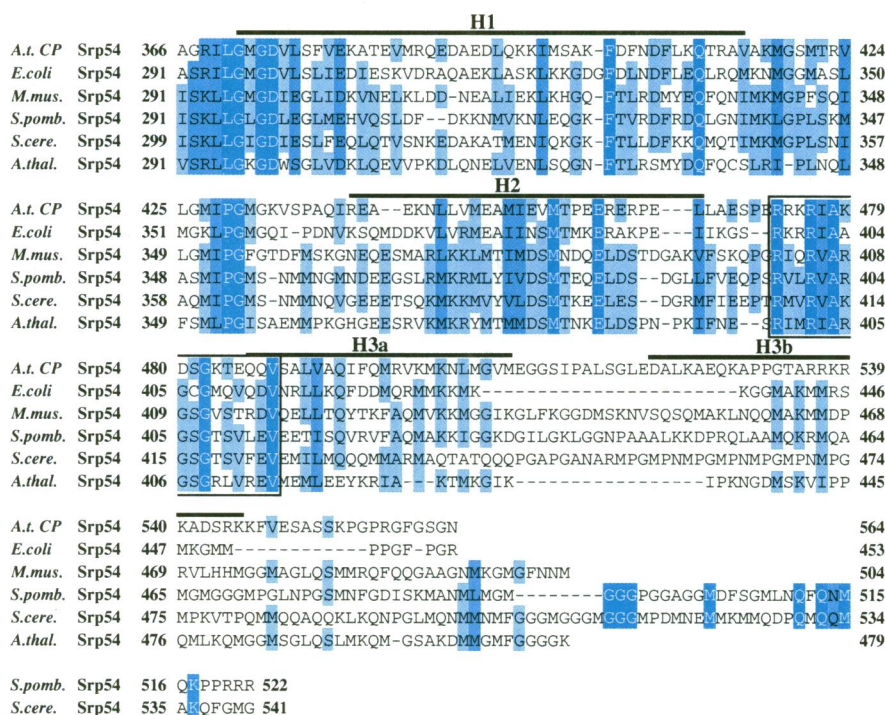 H1
A.t. CP Srp54 366 AGRILGMGDVLSFVEKATEVMRQEDAEDLQKKIMSAK-FDFNDFLKQTRAVAKMGSMTRV 424
E.coli Srp54 291 ASRILGMGDVLSLIEDIESKVDRAQAEKLASKLKKGDGFDLNDFLEQLRQMKNMGGMASL 350
M.mus. Srp54 291 ISKLLGMGDIEGLIDKVNELKLDD-NEALIEKLKHGQ-FTLRDMYEQFQNIMKMGPFSQI 348
S.pomb. Srp54 291 ISKLLGLGDLEGLMEHVQSLDF--DKKNMVKNLEQGK-FTVRDFRDQLGNIMKLGPLSKM 347
S.cere. Srp54 299 ISKLLGIGDIESLFEQLQTVSNKEDAKATMENIQKGK-FTLLDFKKQMQTIMKMGPLSNI 357
A.thal. Srp54 291 VSRLLGKGDWSGLVDKLQEVVPKDLQNELVENLSQGN-FTLRSMYDQFQCSLRI-PLNQL 348
H2
A.t. CP Srp54 425 LGMIPGMGKVSPAQIREA--EKNLLVMEAMIEVMTPEERERPE--LLAESPERRKRIAK 479
E.coli Srp54 351 MGKLPGMGQI-PDNVKSQMDDKVLVRMEAIINSMTMKERAKPE--IIKGS-RKRRIAA 404
M.mus. Srp54 349 LGMIPGFGTDFMSKGNEQESMARLKKLMTIMDSMNDQELDSTDGAKVFSKQPGRIQRVAR 408
S.pomb. Srp54 348 ASMIPGMS-NMMNGMNDEEGSLRMKRMLYIVDSMTEQELDS--DGLLFVEQPSRVLRVAK 404
S.cere. Srp54 358 AQMIPGMS-NMMNQVGEEETSQKMKKMVYVLDSMTKEELES--DGRMFIEEPTRMVRVAK 414
A.thal. Srp54 349 FSMLPGISAEMMPKGHGEESRVKMKRYMTMMDSMTNKELDSPN-PKIFNE--SRIMRIAR 405
H3a H3b
A.t. CP Srp54 480 DSGKTEQQVSALVAQIFQMRVKMKNLMGVMEGGSIPALSGLEDALKAEQKAPPGTARRKR 539
E.coli Srp54 405 GCGMQVQDVNRLLKQFDDMQRMMKKMK------------------KGGMAKMMRS 446
M.mus. Srp54 409 GSGVSTRDVQELLTQYTKFAQMVKKMGGIKGLFKGGDMSKNVSQSQMAKLNQQMAKMMDP 468
S.pomb. Srp54 405 GSGTSVLEVEETISQVRVFAQMAKKIGGKDGILGKLGGNPAAALKKDPRQLAAMQKRMQA 464
S.cere. Srp54 415 GSGTSVFEVEMILMQQQMMARMAQTATQQQPGAPGANARMPGMPNMPGMPNMPGMPNMPG 474
A.thal. Srp54 406 GSGRLVREVMEMLEEYKRIA--KTMKGIK----------------IPKNGDMSKVIPP 445
A.t. CP Srp54 540 KADSRKKFVESASSKPGPRGFGSGN 564
E.coli Srp54 447 MKGMM------------PPGF-PGR 453
M.mus. Srp54 469 RVLHHMGGMAGLQSMMRQFQQGAAGNMKGMGFNNM 504
S.pomb. Srp54 465 MGMGGGMPGLNPGSMNFGDISKMANMLMGM--------GGGPGGAGGMDFSGMLNQFQNM 515
S.cere. Srp54 475 MPKVTPQMMQQAQQKLKQNPGLMQNMMNMFGGGMGGGMGGGMPDMNEMMKMMQDPQMQQM 534
A.thal. Srp54 476 QMLKQMGGMSGLQSLMKQM-GSAKDMMGMFGGGGK 479
S.pomb. Srp54 516 QKPPRRR 522
S.cere. Srp54 535 AKQFGMG 541